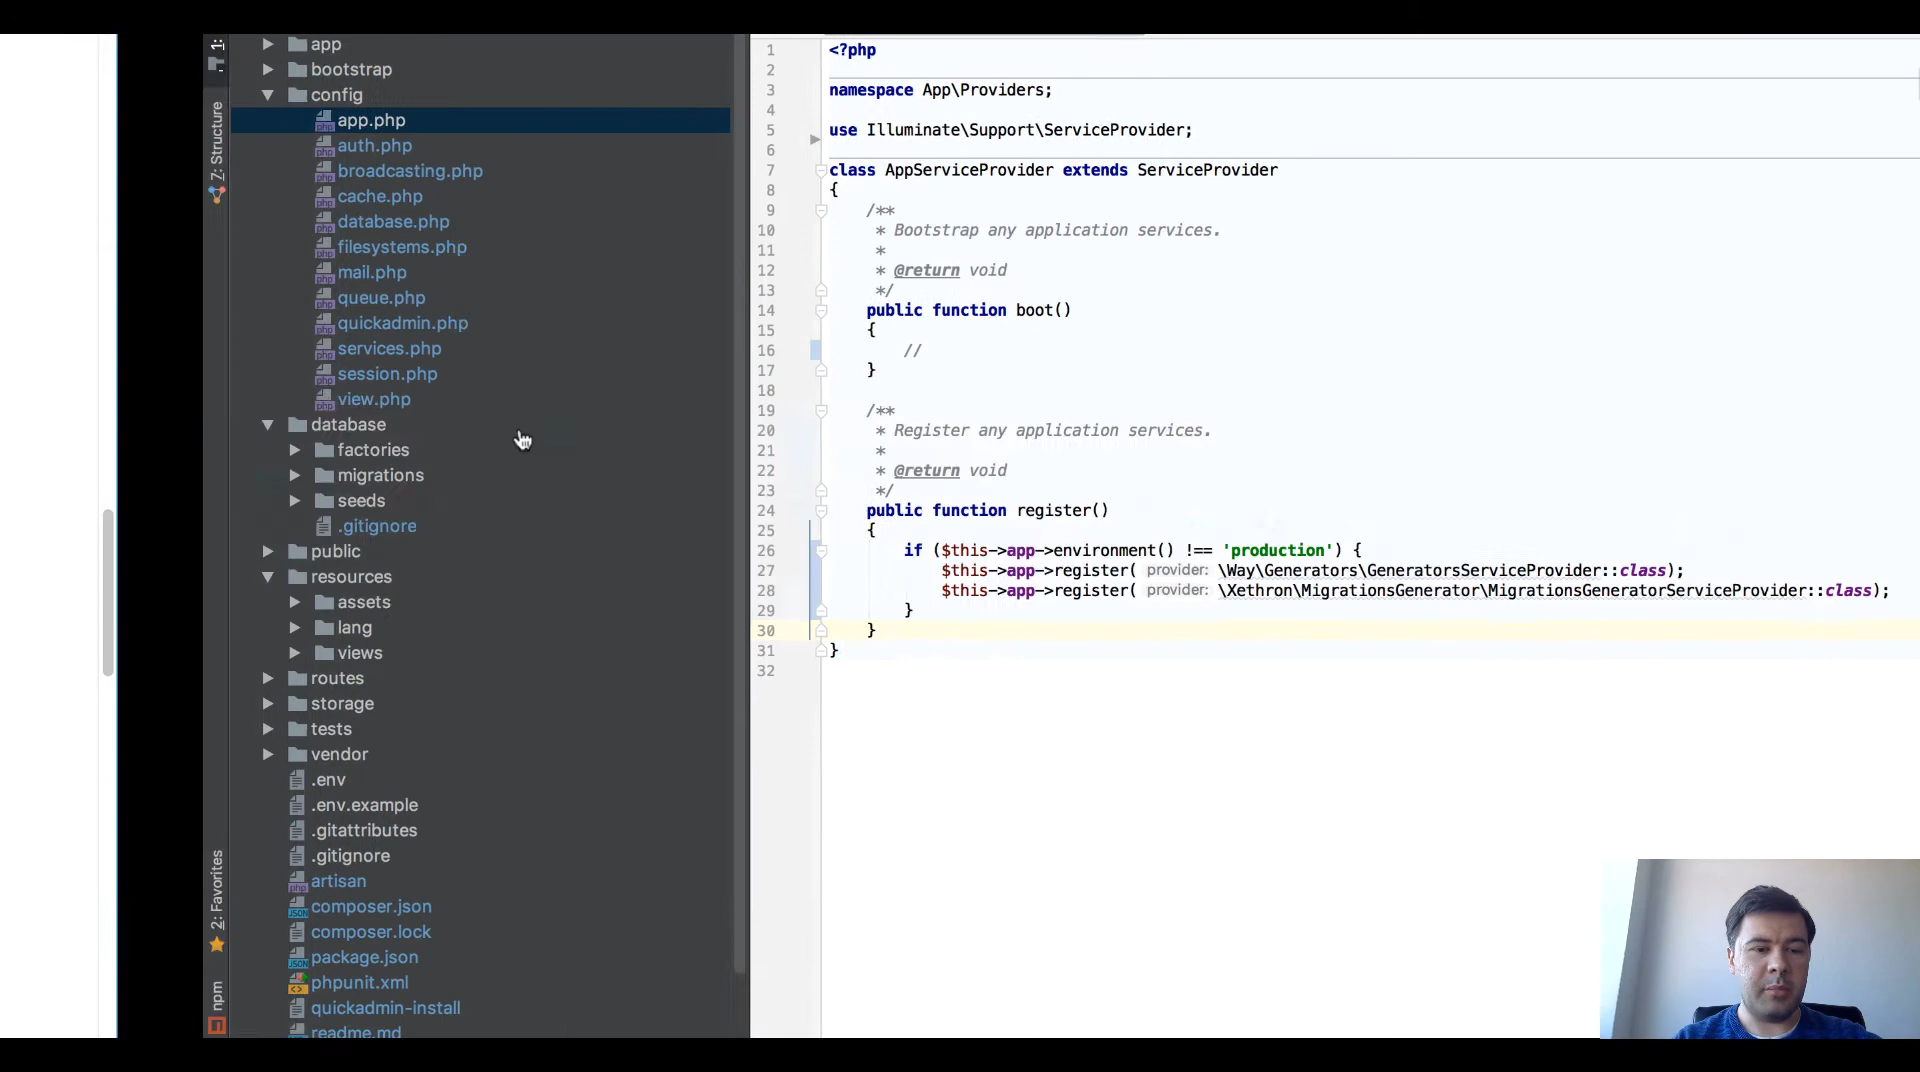 1:
7: Structure
2: Favorites
npm
app
bootstrap
config
app.php
auth.php
broadcasting.php
cache.php
database.php
filesystems.php
mail.php
queue.php
quickadmin.php
services.php
session.php
view.php
database
factories
migrations
seeds
.gitignore
public
resources
assets
lang
views
routes
storage
tests
vendor
.env
.env.example
.gitattributes
.gitignore
artisan
composer.json
composer.lock
package.json
phpunit.xml
quickadmin-install
readme.md
1 <?php
2
3 namespace App\Providers;
4
5 use Illuminate\Support\ServiceProvider;
6
7 class AppServiceProvider extends ServiceProvider
8 {
9 /**
10 * Bootstrap any application services.
11 *
12 * @return void
13 */
14 public function boot()
15 {
16 //
17 }
18
19 /**
20 * Register any application services.
21 *
22 * @return void
23 */
24 public function register()
25 {
26 if ($this->app->environment() !== 'production') {
27 $this->app->register( provider: \Way\Generators\GeneratorsServiceProvider::class);
28 $this->app->register( provider: \Xethron\MigrationsGenerator\MigrationsGeneratorServiceProvider::class);
29 }
30 }
31 }
32